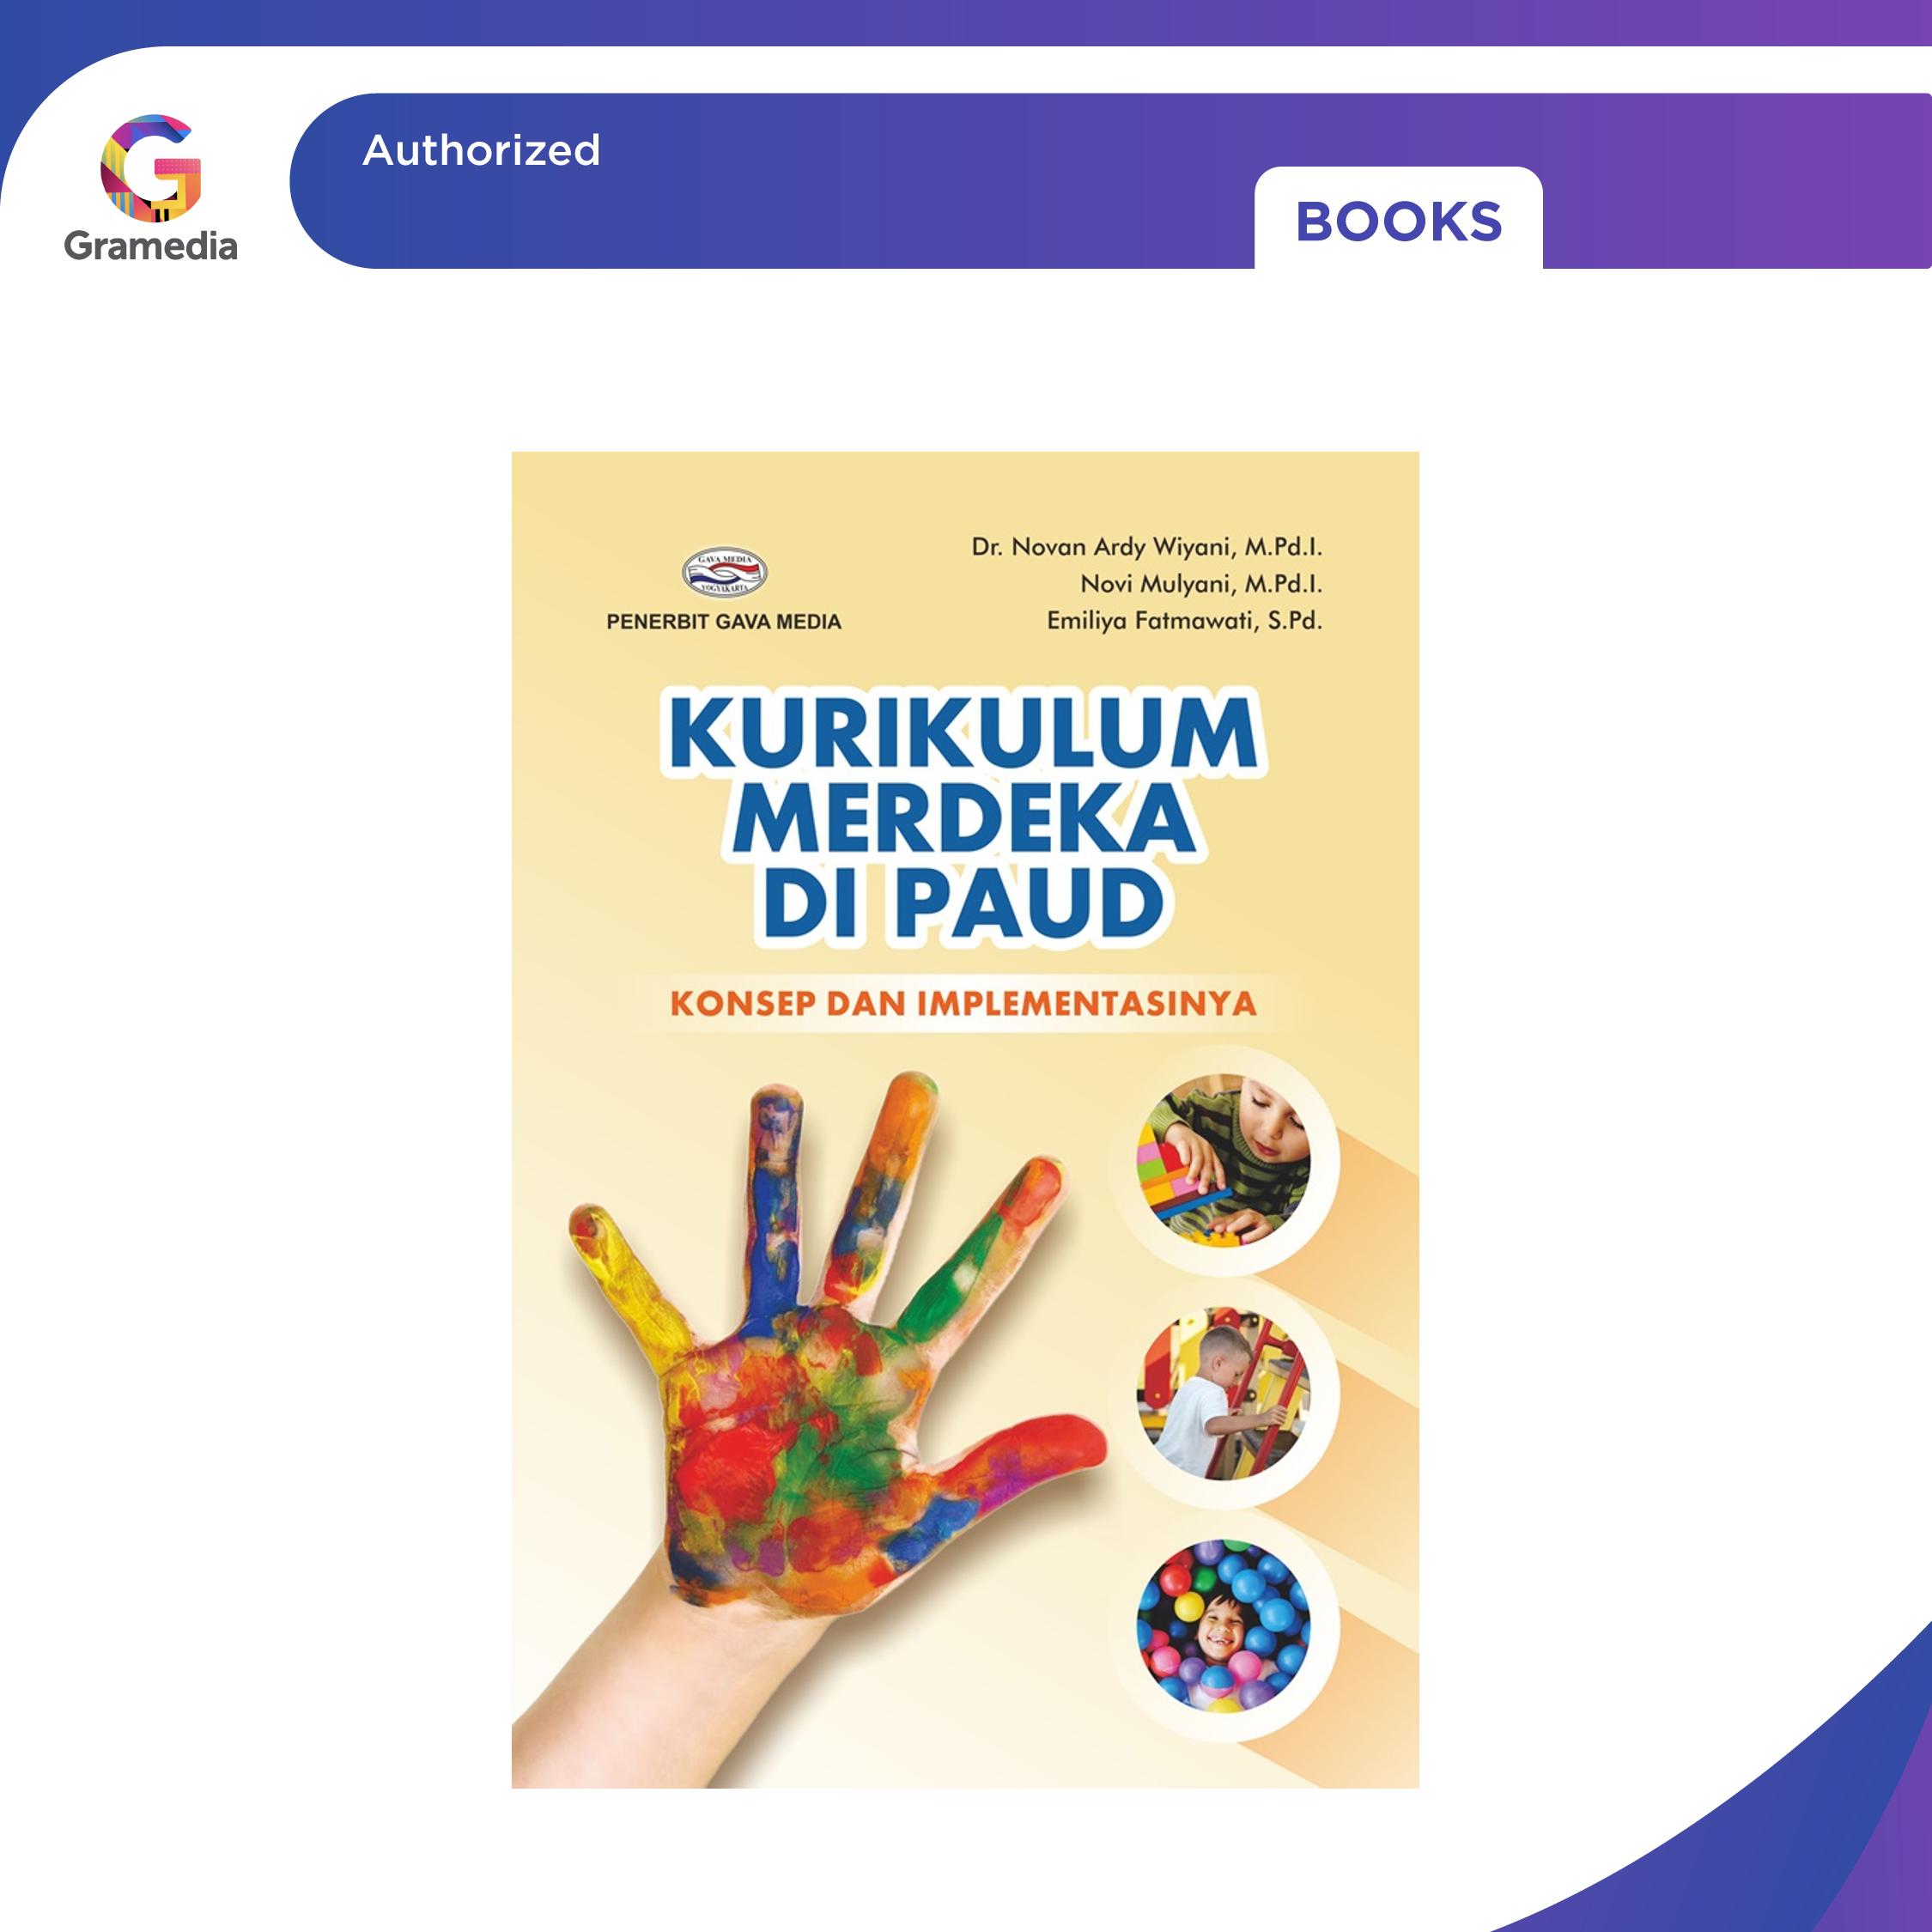 Gramedia
Authorized
BOOKS
GAVA MEDIA
YOGYAKARTA
PENERBIT GAVA MEDIA
Dr. Novan Ardy Wiyani, M.Pd.I.
Novi Mulyani, M.Pd.I.
Emiliya Fatmawati, S.Pd.
KURIKULUM
MERDEKA
DI PAUD
KONSEP DAN IMPLEMENTASINYA